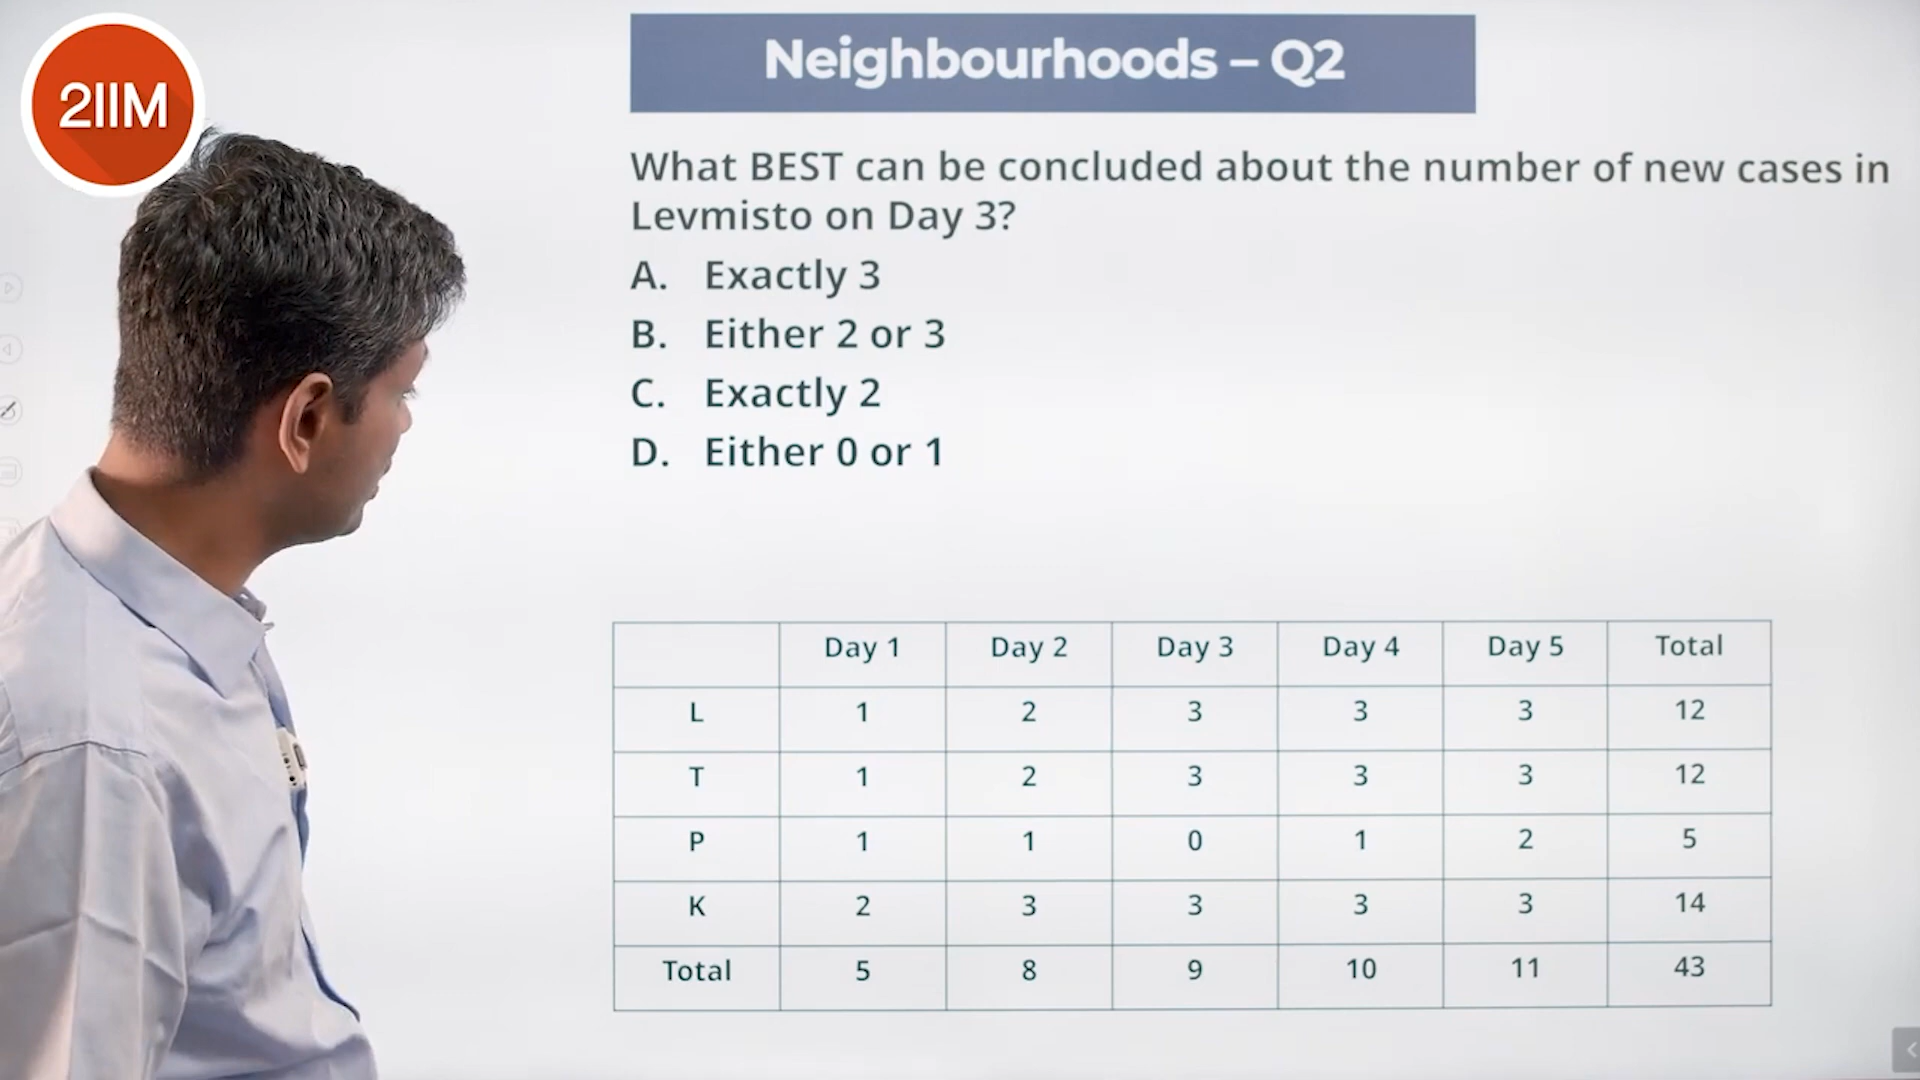 2IIM
Neighbourhoods – Q2
What BEST can be concluded about the number of new cases in
Levmisto on Day 3?
A. Exactly 3
B. Either 2 or 3
C. Exactly 2
D. Either 0 or 1
Day 1 Day 2 Day 3 Day 4 Day 5 Total
L 1 2 3 3 3 12
T 1 2 3 3 3 12
P 1 1 0 1 2 5
K 2 3 3 3 3 14
Total 5 8 9 10 11 43